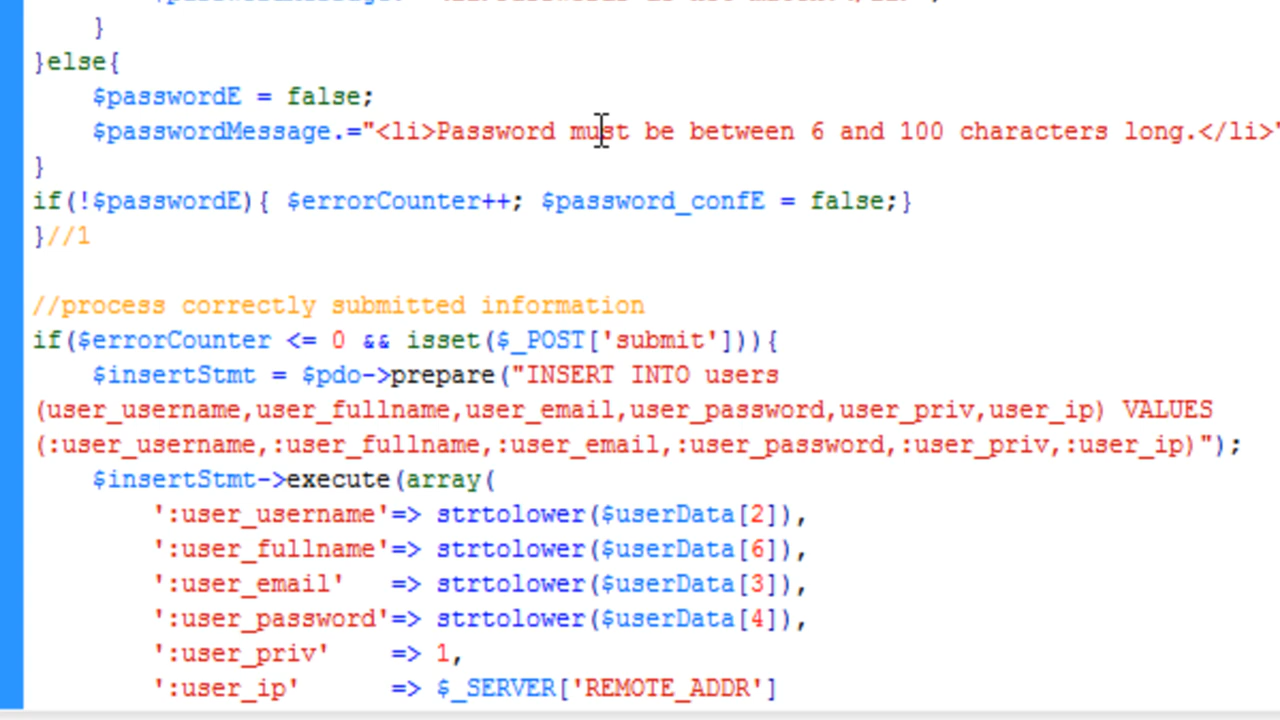 }
}else{
$passwordE = false;
$passwordMessage.="<li>Password must be between 6 and 100 characters long.</li>"
}
if(!$passwordE){ $errorCounter++; $password_confE = false;}
}//1
//process correctly submitted information
if($errorCounter <= 0 && isset($_POST['submit'])){
$insertStmt = $pdo->prepare("INSERT INTO users
(user_username,user_fullname,user_email,user_password,user_priv,user_ip) VALUES
(:user_username,:user_fullname,:user_email,:user_password,:user_priv,:user_ip)");
$insertStmt->execute(array(
':user_username'=> strtolower($userData[2]),
':user_fullname'=> strtolower($userData[6]),
':user_email' => strtolower($userData[3]),
':user_password'=> strtolower($userData[4]),
':user_priv' => 1,
':user_ip' => $_SERVER['REMOTE_ADDR']